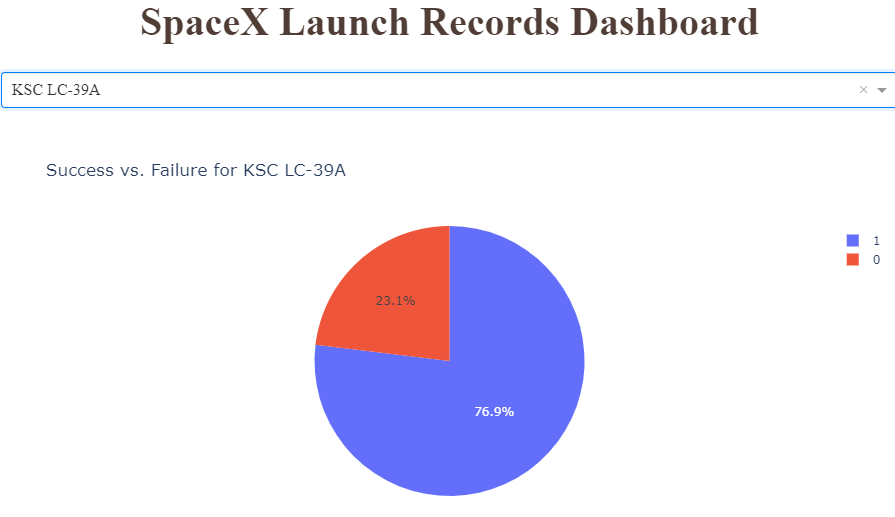 SpaceX Launch Records Dashboard
KSC LC-39A
×
Success vs. Failure for KSC LC-39A
1
0
23.1%
76.9%